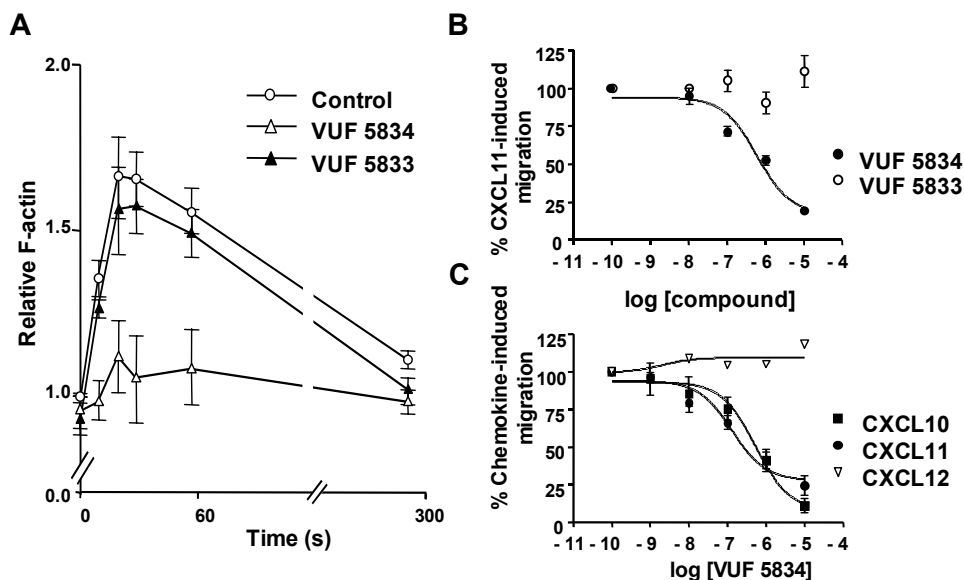 A
Relative F-actin
2.0
1.5
1.0
0.0
0
60
300
Time (s)
Control
VUF 5834
VUF 5833
B
% CXCL11-induced
migration
125
100
75
50
25
0
- 11 - 10 - 9 - 8 - 7 - 6 - 5 - 4
log [compound]
VUF 5834
VUF 5833
C
% Chemokine-induced
migration
125
100
75
50
25
0
- 11 - 10 - 9 - 8 - 7 - 6 - 5 - 4
log [VUF 5834]
CXCL10
CXCL11
CXCL12